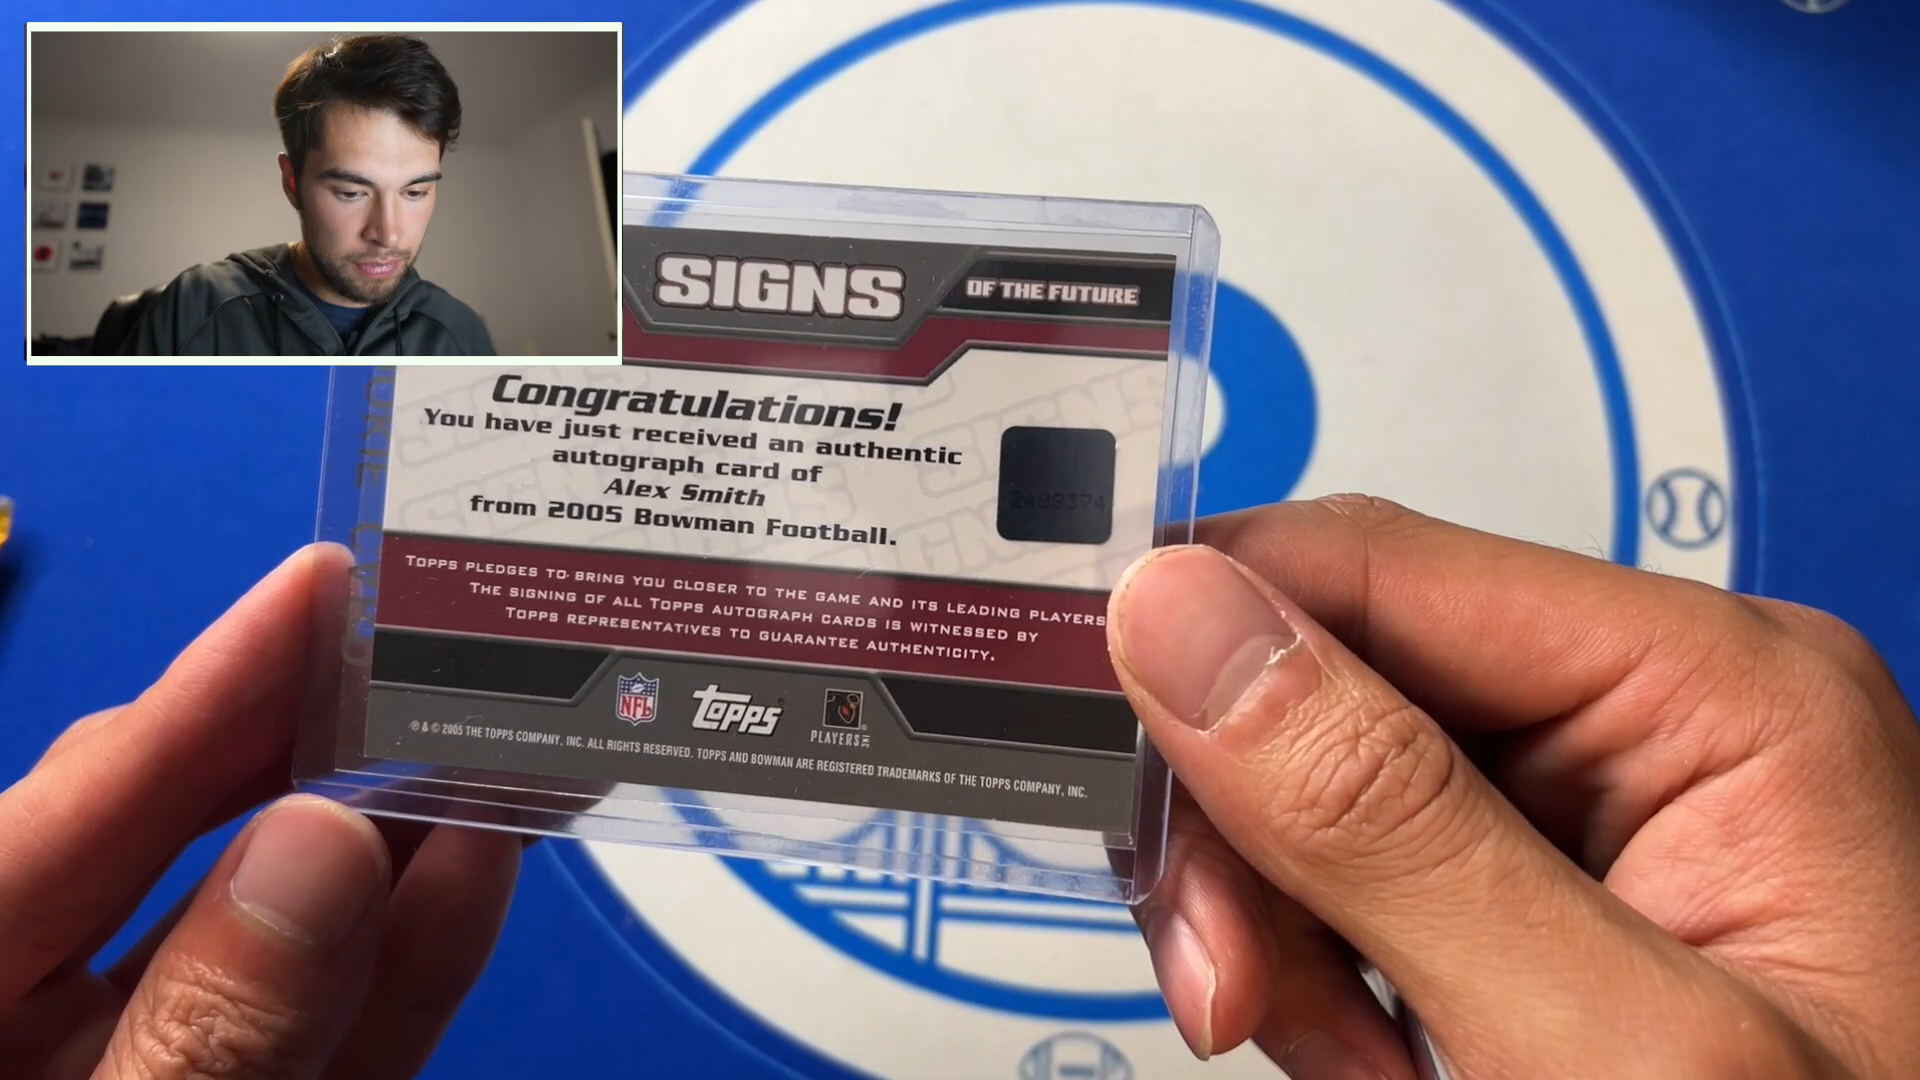 SIGNS
OF THE FUTURE
Congratulations!
You have just received an authentic
autograph card of
Alex Smith
from 2005 Bowman Football.
2488374
TOPPS PLEDGES TO BRING YOU CLOSER TO THE GAME AND ITS LEADING PLAYERS
THE SIGNING OF ALL TOPPS AUTOGRAPH CARDS IS WITNESSED BY
TOPPS REPRESENTATIVES TO GUARANTEE AUTHENTICITY.
NFL
topps
PLAYERS INC
® & © 2005 THE TOPPS COMPANY, INC. ALL RIGHTS RESERVED. TOPPS AND BOWMAN ARE REGISTERED TRADEMARKS OF THE TOPPS COMPANY, INC.